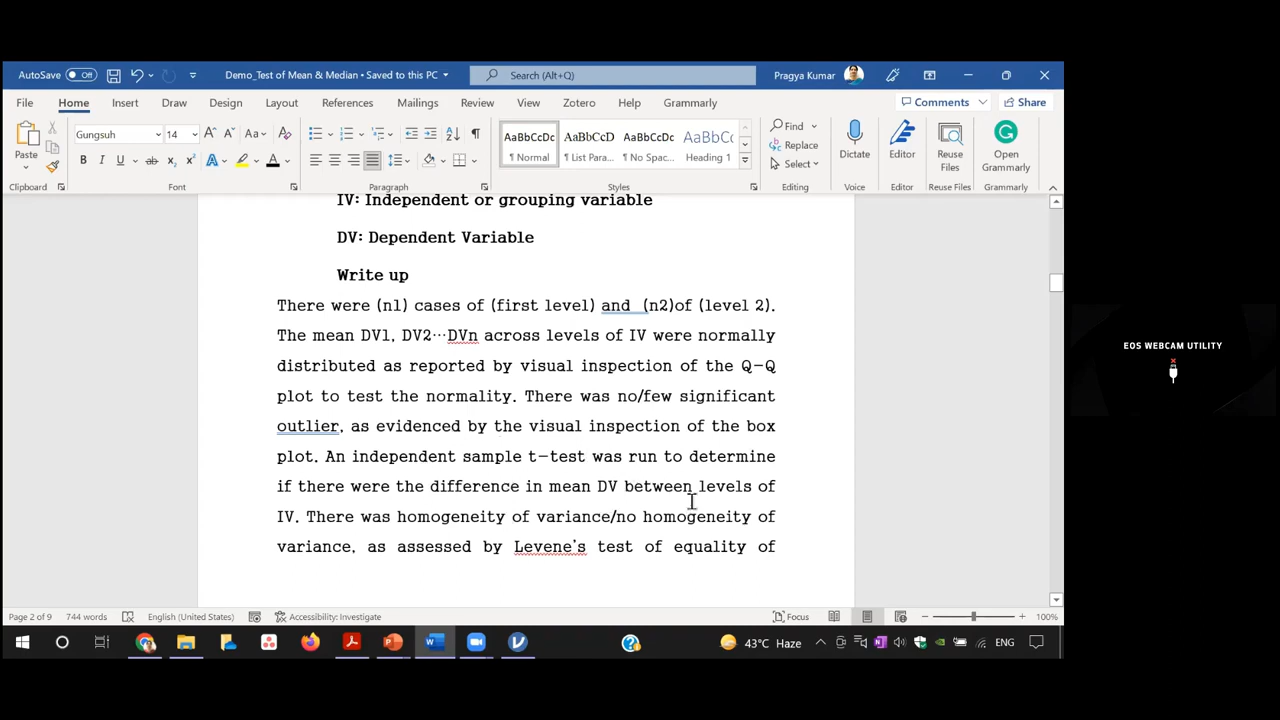 AutoSave Off Demo_Test of Mean & Median • Saved to this PC Search (Alt+Q) Pragya Kumar
File Home Insert Draw Design Layout References Mailings Review View Zotero Help Grammarly Comments Share
Paste Gungsuh 14 AaBbCcDc AaBbCcD AaBbCcDc AaBbCc Find Replace Select Dictate Editor Reuse Files Open Grammarly
¶ Normal ¶ List Para... ¶ No Spac... Heading 1
Clipboard Font Paragraph Styles Editing Voice Editor Reuse Files Grammarly
IV: Independent or grouping variable
DV: Dependent Variable
Write up
There were (n1) cases of (first level) and (n2)of (level 2).
The mean DV1, DV2…DVn across levels of IV were normally
distributed as reported by visual inspection of the Q-Q
plot to test the normality. There was no/few significant
outlier, as evidenced by the visual inspection of the box
plot. An independent sample t-test was run to determine
if there were the difference in mean DV between levels of
IV. There was homogeneity of variance/no homogeneity of
variance, as assessed by Levene's test of equality of
Page 2 of 9 744 words English (United States) Accessibility: Investigate Focus 100%
43°C Haze ENG
EOS WEBCAM UTILITY